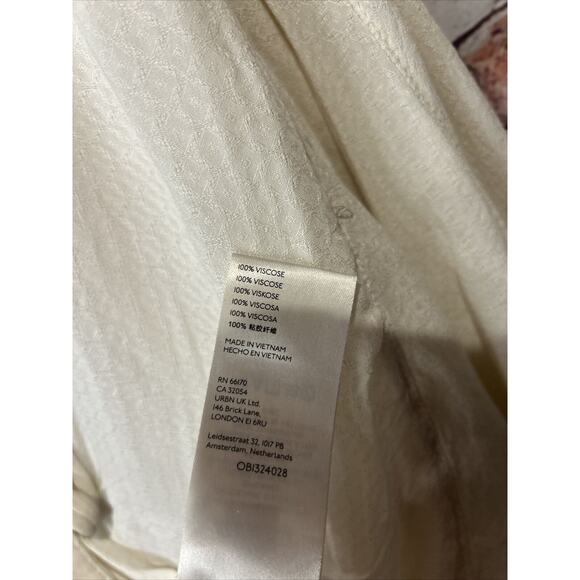 100% VISCOSE
100% VISCOSE
100% VISKOSE
100% VISCOSA
100% VISCOSA
100% 粘胶纤维
MADE IN VIETNAM
HECHO EN VIETNAM
RN 66170
CA 32054
URBN UK Ltd.
146 Brick Lane,
LONDON E1 6RU
Leidsestraat 32, 1017 PB
Amsterdam, Netherlands
OB1324028